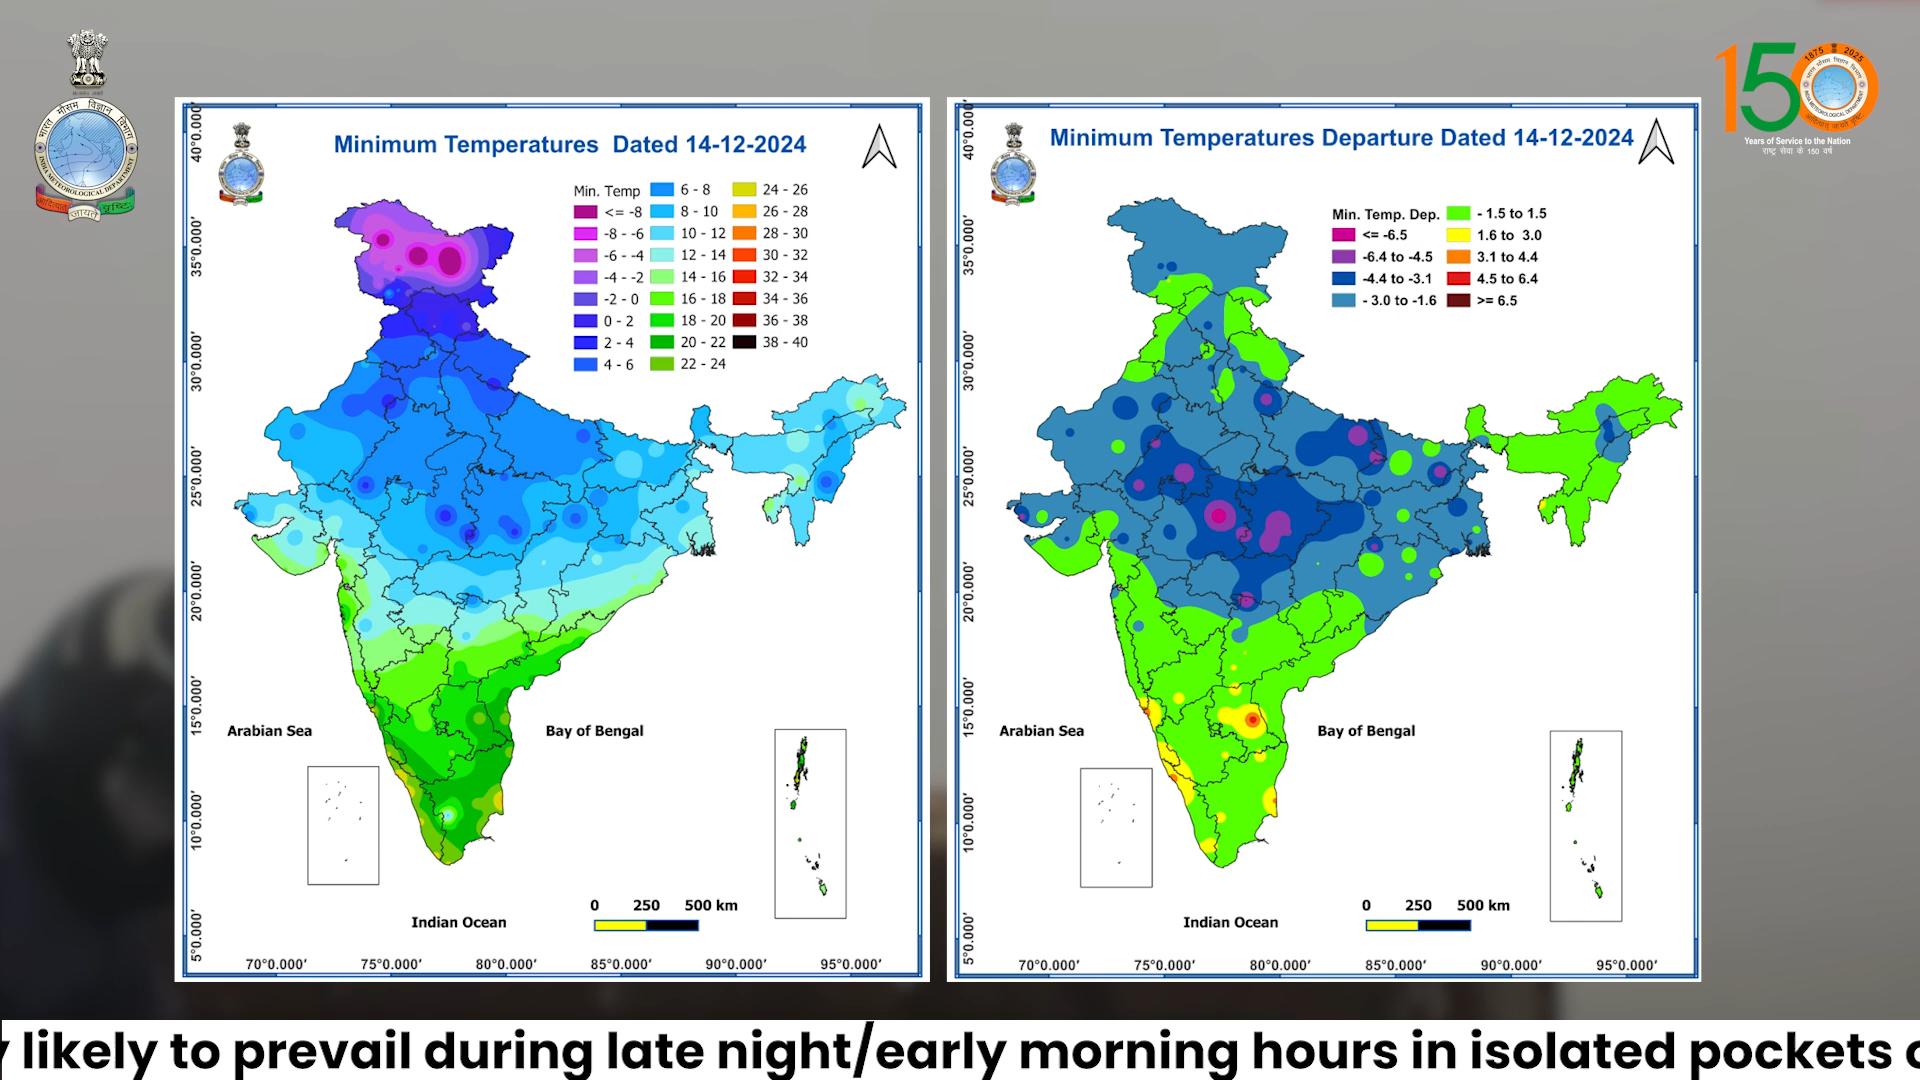 भारत मौसम विज्ञान विभाग
INDIA METEOROLOGICAL DEPARTMENT
आदित्यात् जायते वृष्टिः
150
1875 2025
Years of Service to the Nation
राष्ट्र सेवा के 150 वर्ष
Minimum Temperatures Dated 14-12-2024
Min. Temp
<= -8
-8 - -6
-6 - -4
-4 - -2
-2 - 0
0 - 2
2 - 4
4 - 6
6 - 8
8 - 10
10 - 12
12 - 14
14 - 16
16 - 18
18 - 20
20 - 22
22 - 24
24 - 26
26 - 28
28 - 30
30 - 32
32 - 34
34 - 36
36 - 38
38 - 40
40°0.000'
35°0.000'
30°0.000'
25°0.000'
20°0.000'
15°0.000'
10°0.000'
5°0.000'
Arabian Sea
Bay of Bengal
Indian Ocean
0 250 500 km
70°0.000' 75°0.000' 80°0.000' 85°0.000' 90°0.000' 95°0.000'
Minimum Temperatures Departure Dated 14-12-2024
Min. Temp. Dep.
<= -6.5
-6.4 to -4.5
-4.4 to -3.1
- 3.0 to -1.6
- 1.5 to 1.5
1.6 to 3.0
3.1 to 4.4
4.5 to 6.4
>= 6.5
40°0.000'
35°0.000'
30°0.000'
25°0.000'
20°0.000'
15°0.000'
10°0.000'
5°0.000'
Arabian Sea
Bay of Bengal
Indian Ocean
0 250 500 km
70°0.000' 75°0.000' 80°0.000' 85°0.000' 90°0.000' 95°0.000'
likely to prevail during late night/early morning hours in isolated pockets